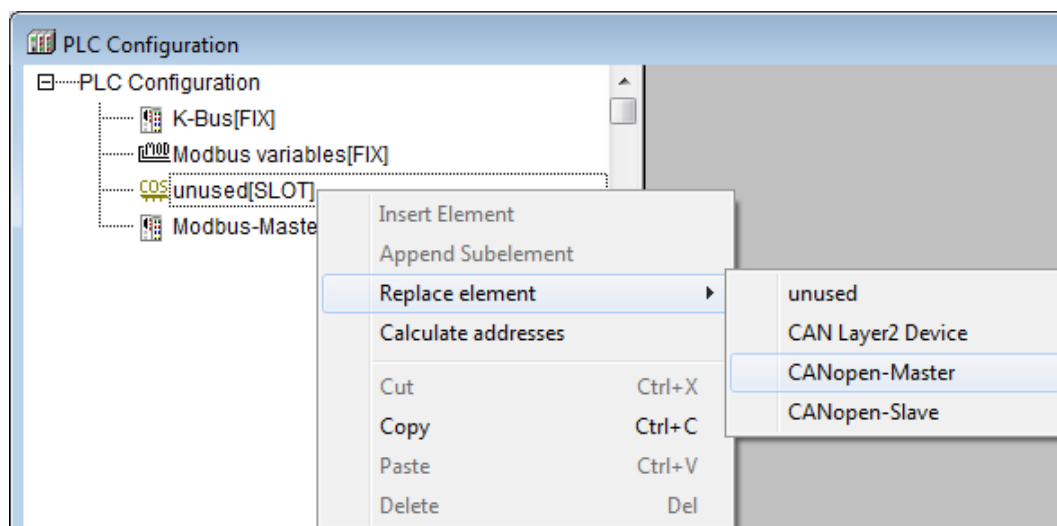 PLC Configuration
PLC Configuration
K-Bus[FIX]
Modbus variables[FIX]
unused[SLOT]
Modbus-Maste
Insert Element
Append Subelement
Replace element
Calculate addresses
Cut Ctrl+X
Copy Ctrl+C
Paste Ctrl+V
Delete Del
unused
CAN Layer2 Device
CANopen-Master
CANopen-Slave